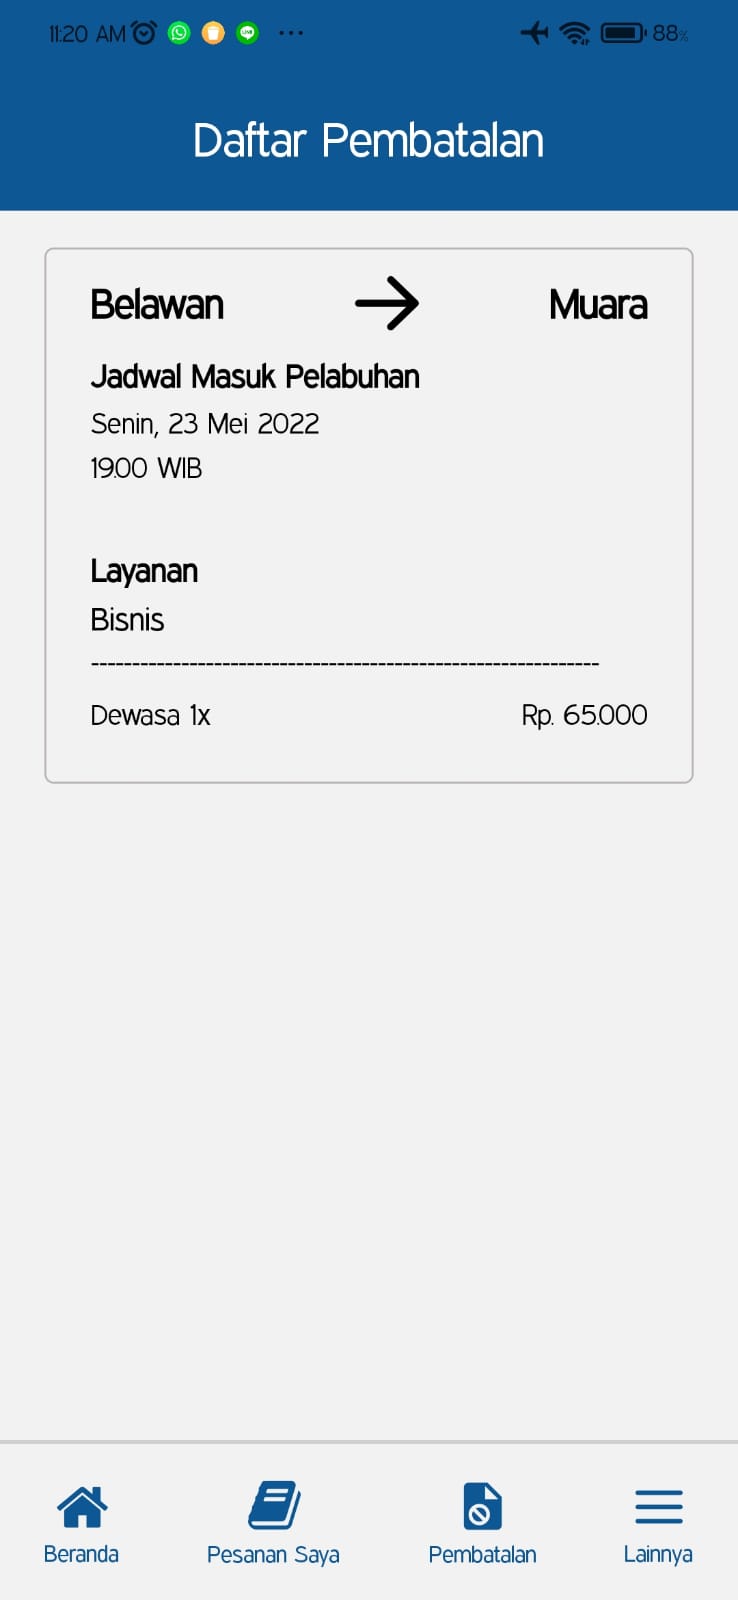 11:20 AM
88%
Daftar Pembatalan
Belawan Muara
Jadwal Masuk Pelabuhan
Senin, 23 Mei 2022
19.00 WIB
Layanan
Bisnis
--------------------------------------------------------------
Dewasa 1x Rp. 65.000
Beranda Pesanan Saya Pembatalan Lainnya